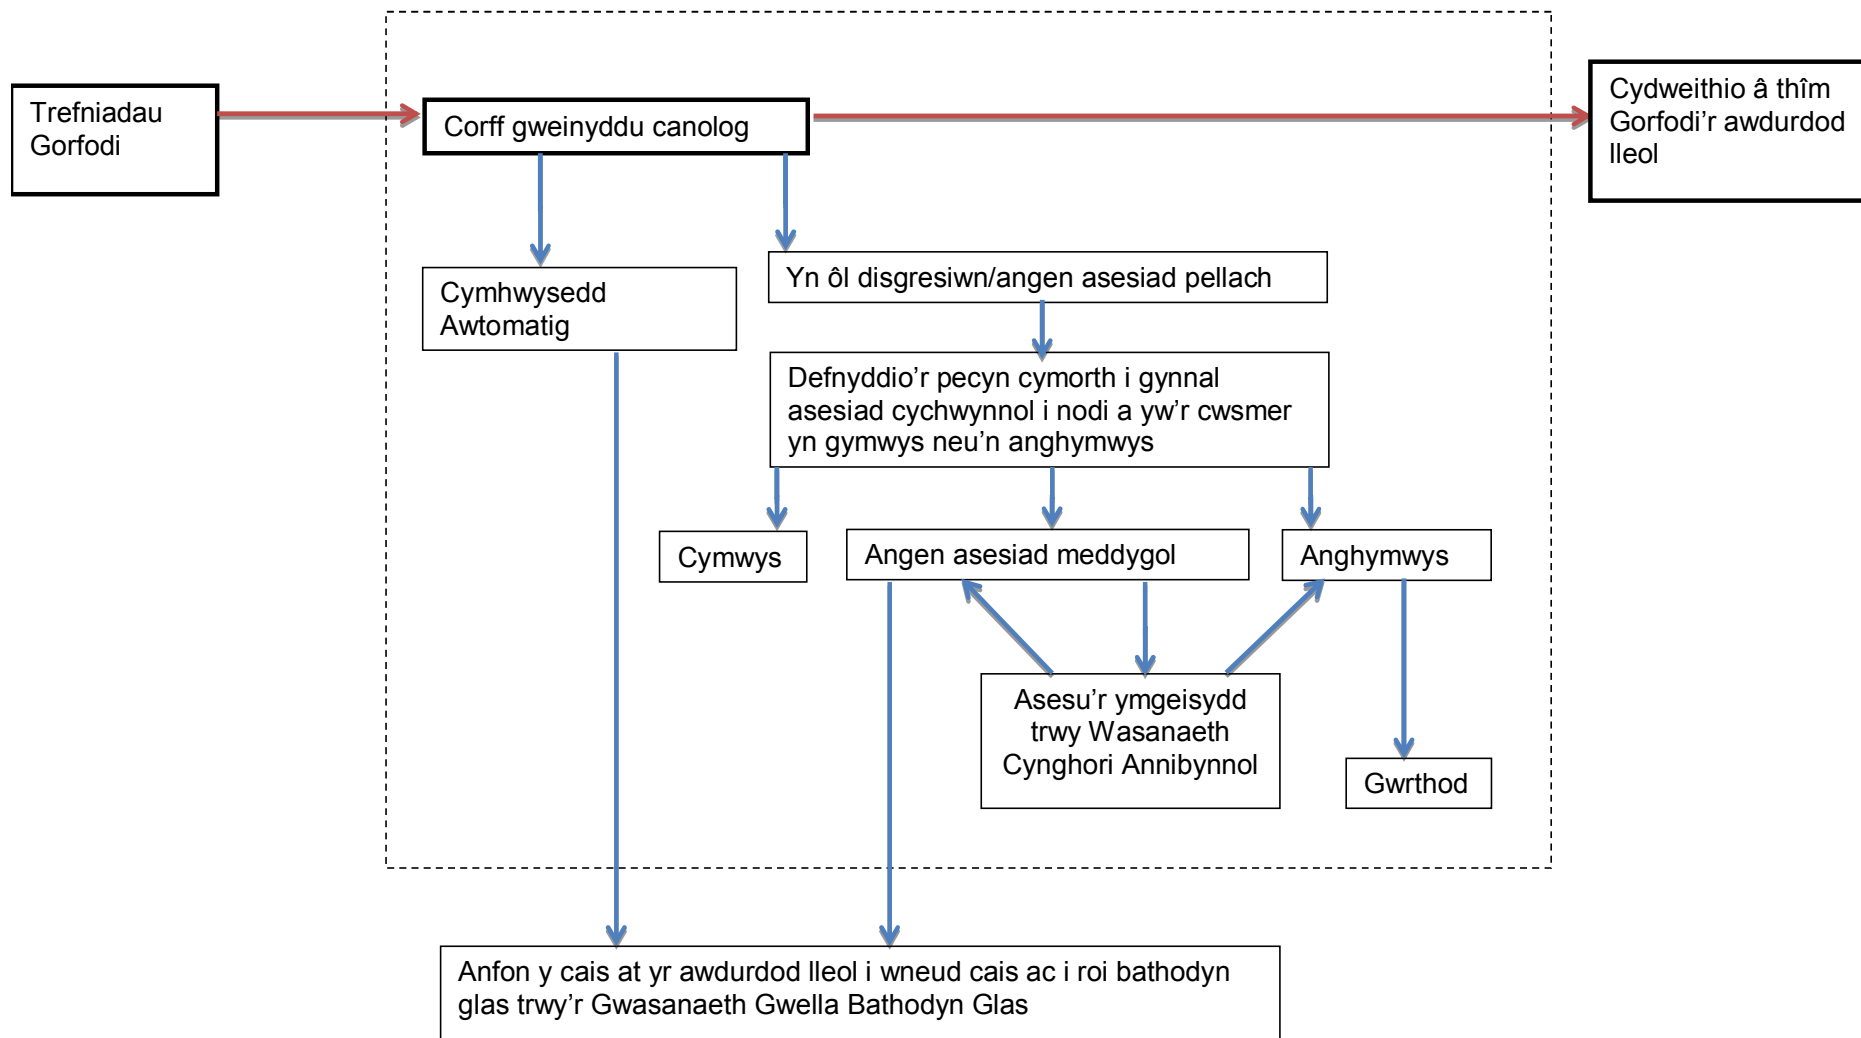 Trefniadau
Gorfodi
Corff gweinyddu canolog
Cydweithio â thîm
Gorfodi’r awdurdod
lleol
Cymhwysedd
Awtomatig
Yn ôl disgresiwn/angen asesiad pellach
Defnyddio’r pecyn cymorth i gynnal
asesiad cychwynnol i nodi a yw’r cwsmer
yn gymwys neu’n anghymwys
Cymwys
Angen asesiad meddygol
Anghymwys
Asesu’r ymgeisydd
trwy Wasanaeth
Cynghori Annibynnol
Gwrthod
Anfon y cais at yr awdurdod lleol i wneud cais ac i roi bathodyn
glas trwy’r Gwasanaeth Gwella Bathodyn Glas